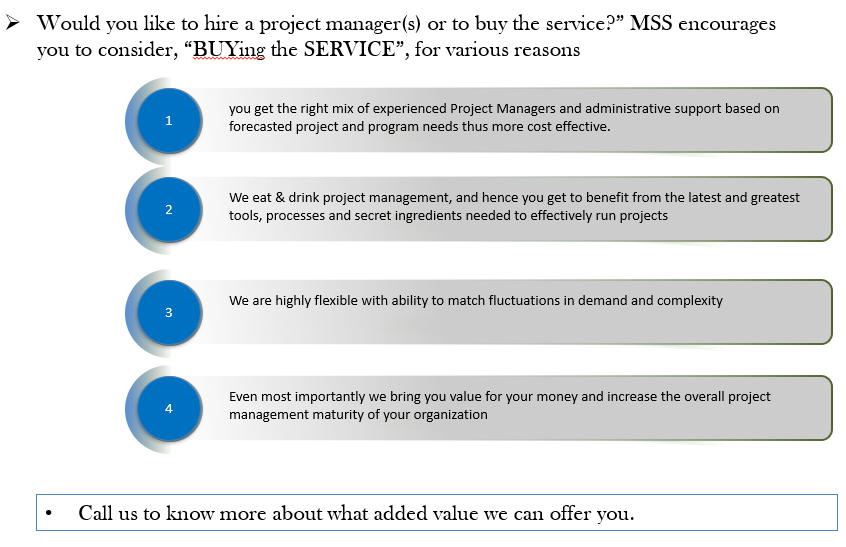 ➢ Would you like to hire a project manager(s) or to buy the service?” MSS encourages
you to consider, “BUYing the SERVICE”, for various reasons
1
you get the right mix of experienced Project Managers and administrative support based on
forecasted project and program needs thus more cost effective.
2
We eat & drink project management, and hence you get to benefit from the latest and greatest
tools, processes and secret ingredients needed to effectively run projects
3
We are highly flexible with ability to match fluctuations in demand and complexity
4
Even most importantly we bring you value for your money and increase the overall project
management maturity of your organization
• Call us to know more about what added value we can offer you.